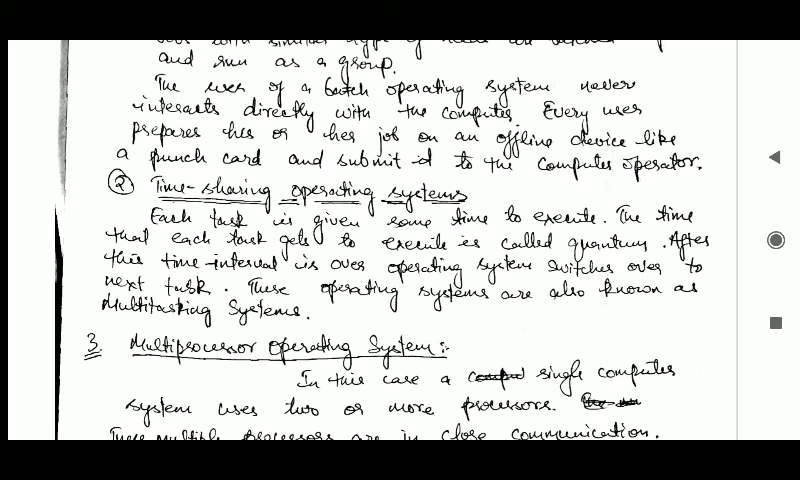 and run as a group.
The user of a batch operating system never
interacts directly with the computer. Every user
prepares his or her job on an offline device like
a punch card and submit it to the computer operator.
② Time-sharing operating systems
Each task is given some time to execute. The time
that each task gets to execute is called quantum. After
this time-interval is over operating system switches over to
next task. These operating systems are also known as
Multitasking Systems.
3. Multiprocessor Operating System:-
In this case a single computer
system uses two or more processors.
These multiple processors are in close communication.